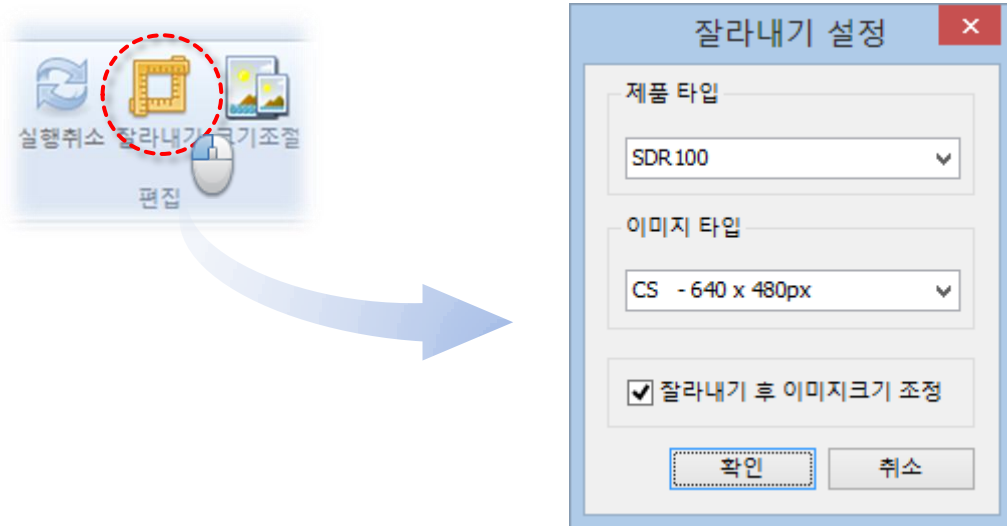 실행취소 잘라내기 크기조절
편집
잘라내기 설정
제품 타입
SDR100
이미지 타입
CS - 640 x 480px
잘라내기 후 이미지크기 조정
확인 취소